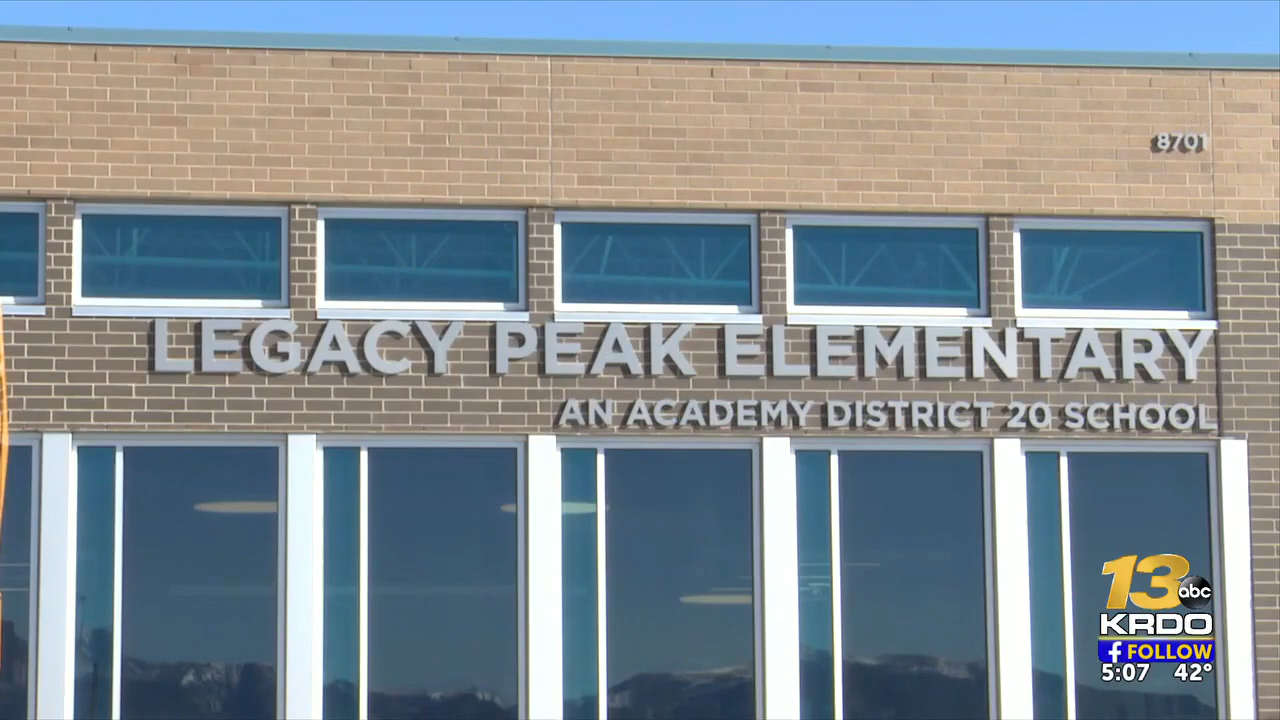 8701
LEGACY PEAK ELEMENTARY
AN ACADEMY DISTRICT 20 SCHOOL
13 abc
KRDO
f FOLLOW
5:07 42°